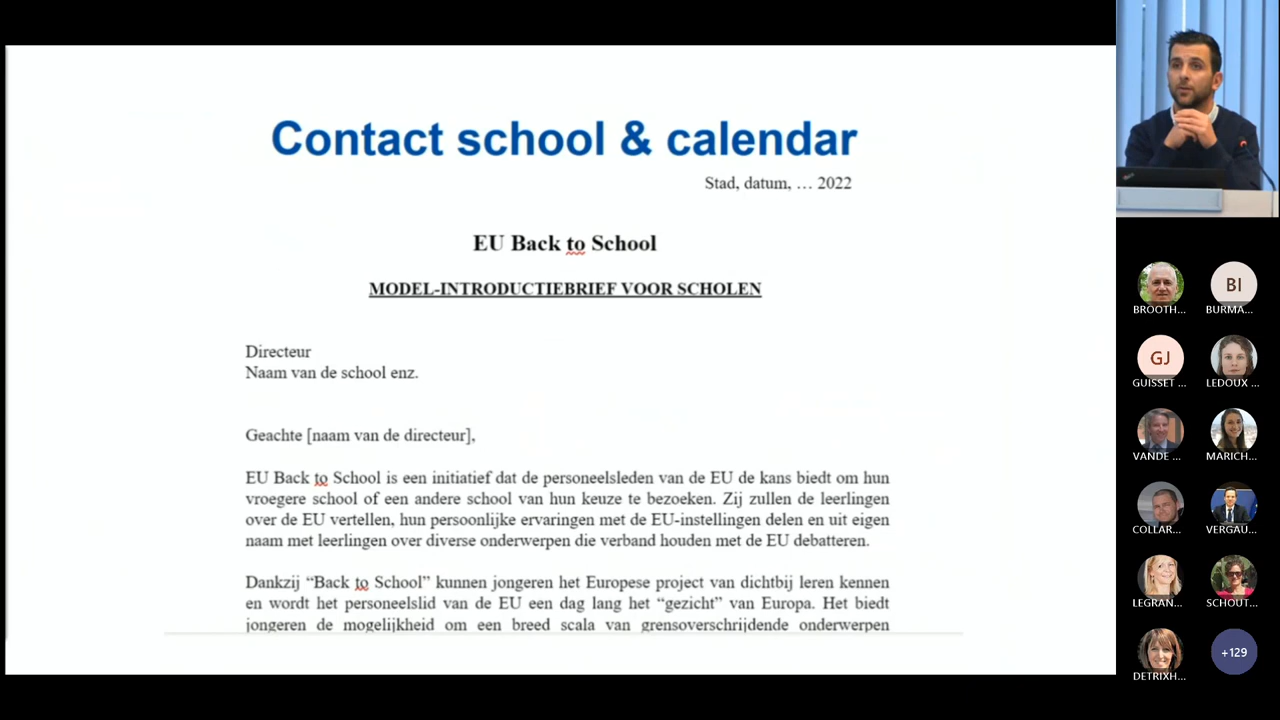 Contact school & calendar
Stad, datum, … 2022
EU Back to School
MODEL-INTRODUCTIEBRIEF VOOR SCHOLEN
Directeur
Naam van de school enz.
Geachte [naam van de directeur],
EU Back to School is een initiatief dat de personeelsleden van de EU de kans biedt om hun
vroegere school of een andere school van hun keuze te bezoeken. Zij zullen de leerlingen
over de EU vertellen, hun persoonlijke ervaringen met de EU-instellingen delen en uit eigen
naam met leerlingen over diverse onderwerpen die verband houden met de EU debatteren.
Dankzij “Back to School” kunnen jongeren het Europese project van dichtbij leren kennen
en wordt het personeelslid van de EU een dag lang het “gezicht” van Europa. Het biedt
jongeren de mogelijkheid om een breed scala van grensoverschrijdende onderwerpen
BI
BROOTH... BURMA...
GJ
GUISSET ... LEDOUX ...
VANDE ... MARICH...
COLLAR... VERGAU...
LEGRAN... SCHOUT...
+129
DETRIXH...